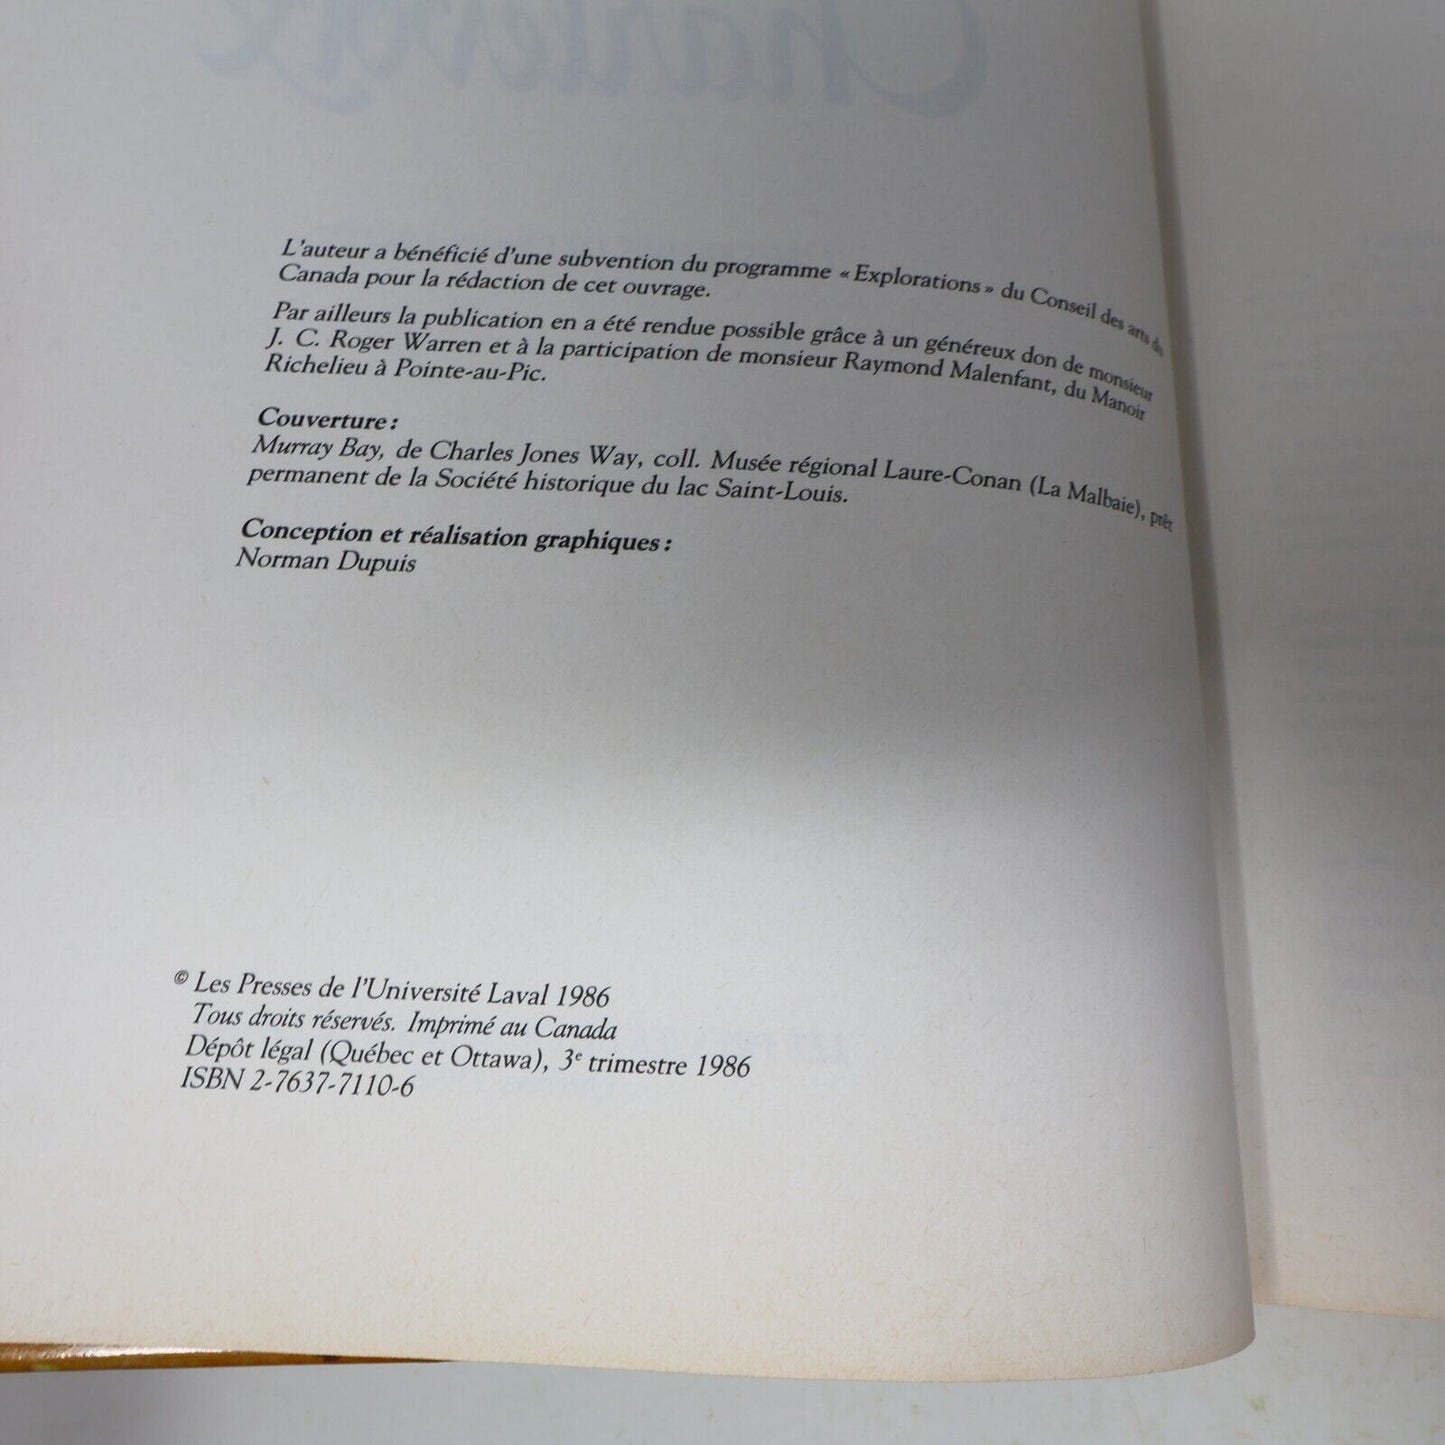 Charlevoix
L'auteur a bénéficié d'une subvention du programme « Explorations » du Conseil des arts du
Canada pour la rédaction de cet ouvrage.
Par ailleurs la publication en a été rendue possible grâce à un généreux don de monsieur
J. C. Roger Warren et à la participation de monsieur Raymond Malenfant, du Manoir
Richelieu à Pointe-au-Pic.
Couverture :
Murray Bay, de Charles Jones Way, coll. Musée régional Laure-Conan (La Malbaie), prêt
permanent de la Société historique du lac Saint-Louis.
Conception et réalisation graphiques :
Norman Dupuis
© Les Presses de l'Université Laval 1986
Tous droits réservés. Imprimé au Canada
Dépôt légal (Québec et Ottawa), 3e trimestre 1986
ISBN 2-7637-7110-6